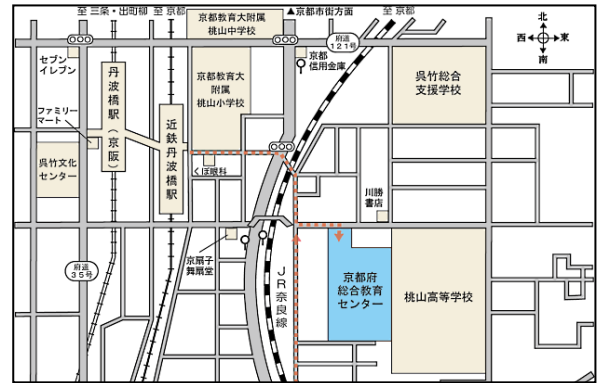 至 三条・出町柳
至 京都
京都教育大附属
桃山中学校
▲京都市街方面
至 京都
北
西
東
南
府道
121号
セブン
イレブン
丹波橋駅（京阪）
近鉄丹波橋駅
京都教育大
附属
桃山小学校
京都
信用金庫
呉竹総合
支援学校
ファミリー
マート
呉竹文化
センター
くぼ眼科
川勝
書店
府道
35号
京扇子
舞扇堂
JR奈良線
京都府
総合教育
センター
桃山高等学校